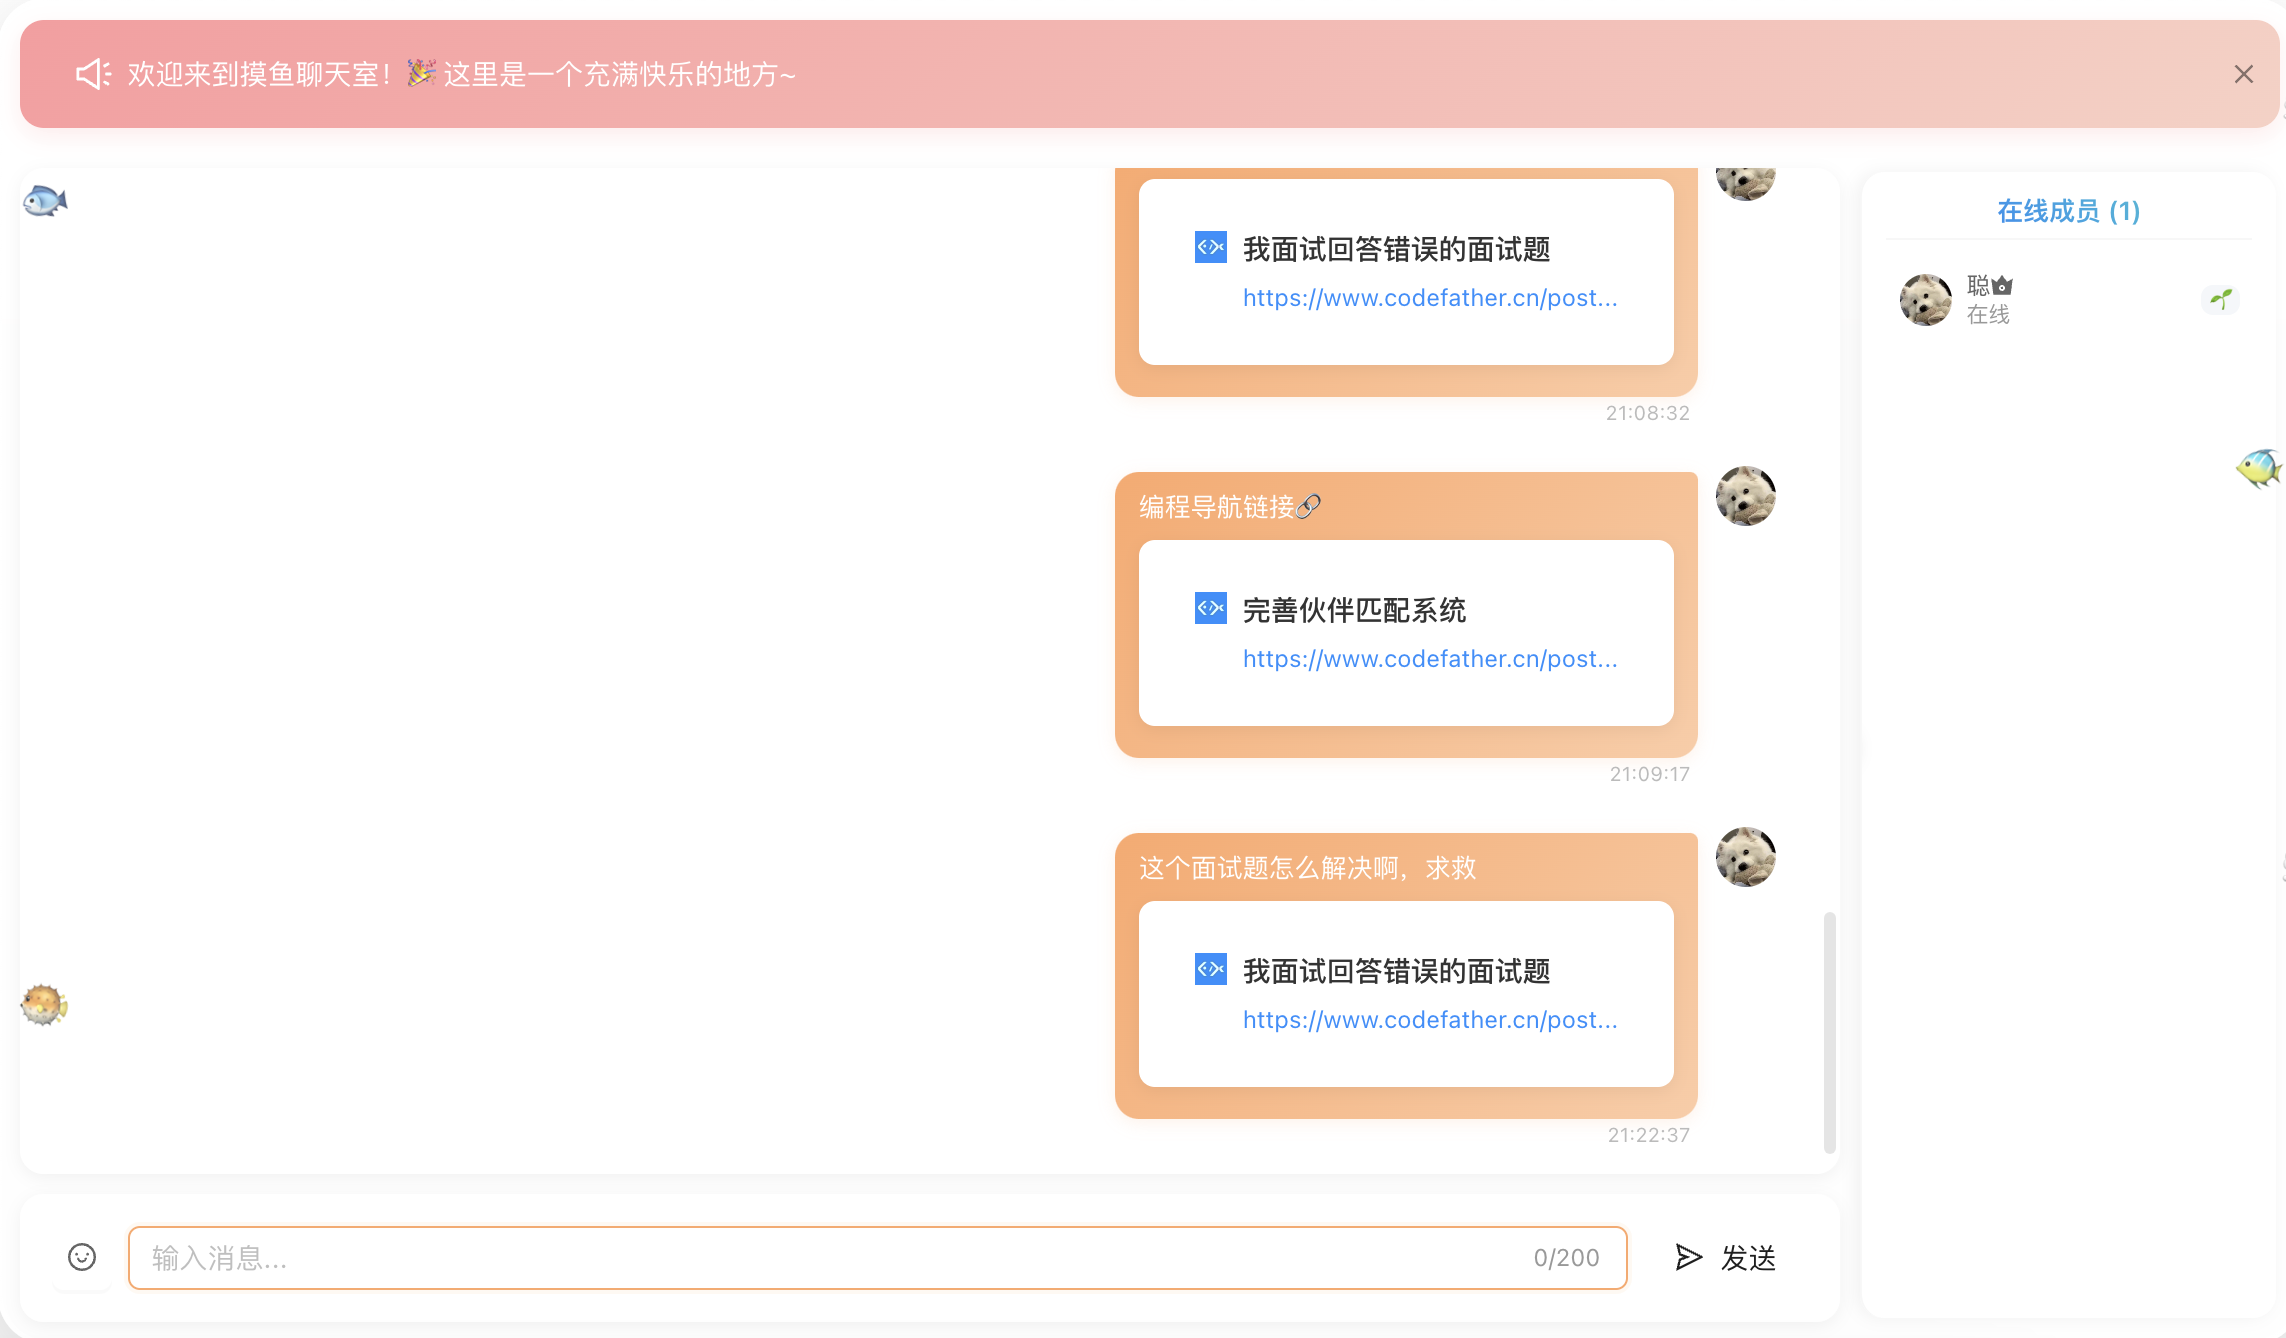 欢迎来到摸鱼聊天室！🎉 这里是一个充满快乐的地方~
我面试回答错误的面试题
https://www.codefather.cn/post...
21:08:32
编程导航链接🔗
完善伙伴匹配系统
https://www.codefather.cn/post...
21:09:17
这个面试题怎么解决啊，求救
我面试回答错误的面试题
https://www.codefather.cn/post...
21:22:37
输入消息...
0/200
发送
在线成员 (1)
聪
在线